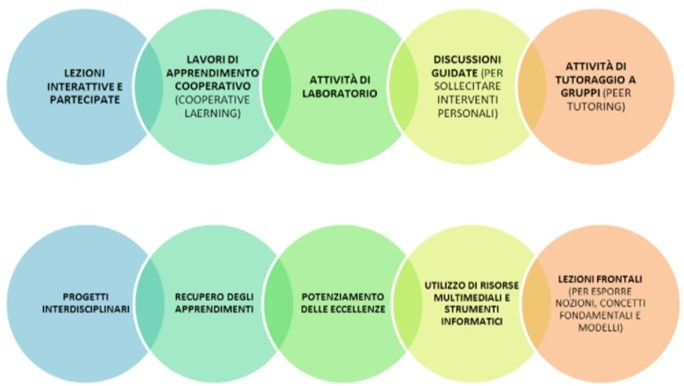 LEZIONI
INTERATTIVE E
PARTECIPATE
LAVORI DI
APPRENDIMENTO
COOPERATIVO
(COOPERATIVE
LAERNING)
ATTIVITÀ DI
LABORATORIO
DISCUSSIONI
GUIDATE (PER
SOLLECITARE
INTERVENTI
PERSONALI)
ATTIVITÀ DI
TUTORAGGIO A
GRUPPI (PEER
TUTORING)
PROGETTI
INTERDISCIPLINARI
RECUPERO DEGLI
APPRENDIMENTI
POTENZIAMENTO
DELLE ECCELLENZE
UTILIZZO DI RISORSE
MULTIMEDIALI E
STRUMENTI
INFORMATICI
LEZIONI FRONTALI
(PER ESPORRE
NOZIONI, CONCETTI
FONDAMENTALI E
MODELLI)